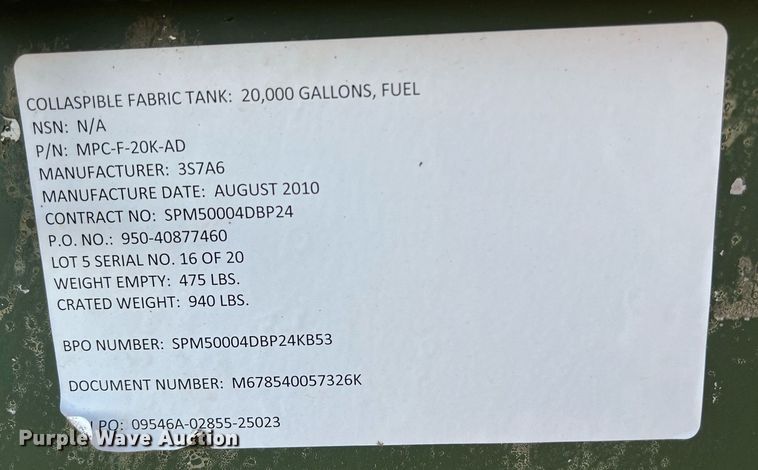 COLLASPIBLE FABRIC TANK: 20,000 GALLONS, FUEL
NSN: N/A
P/N: MPC-F-20K-AD
MANUFACTURER: 3S7A6
MANUFACTURE DATE: AUGUST 2010
CONTRACT NO: SPM50004DBP24
P.O. NO.: 950-40877460
LOT 5 SERIAL NO. 16 OF 20
WEIGHT EMPTY: 475 LBS.
CRATED WEIGHT: 940 LBS.
BPO NUMBER: SPM50004DBP24KB53
DOCUMENT NUMBER: M678540057326K
PO: 09546A-02855-25023
Purple Wave Auction